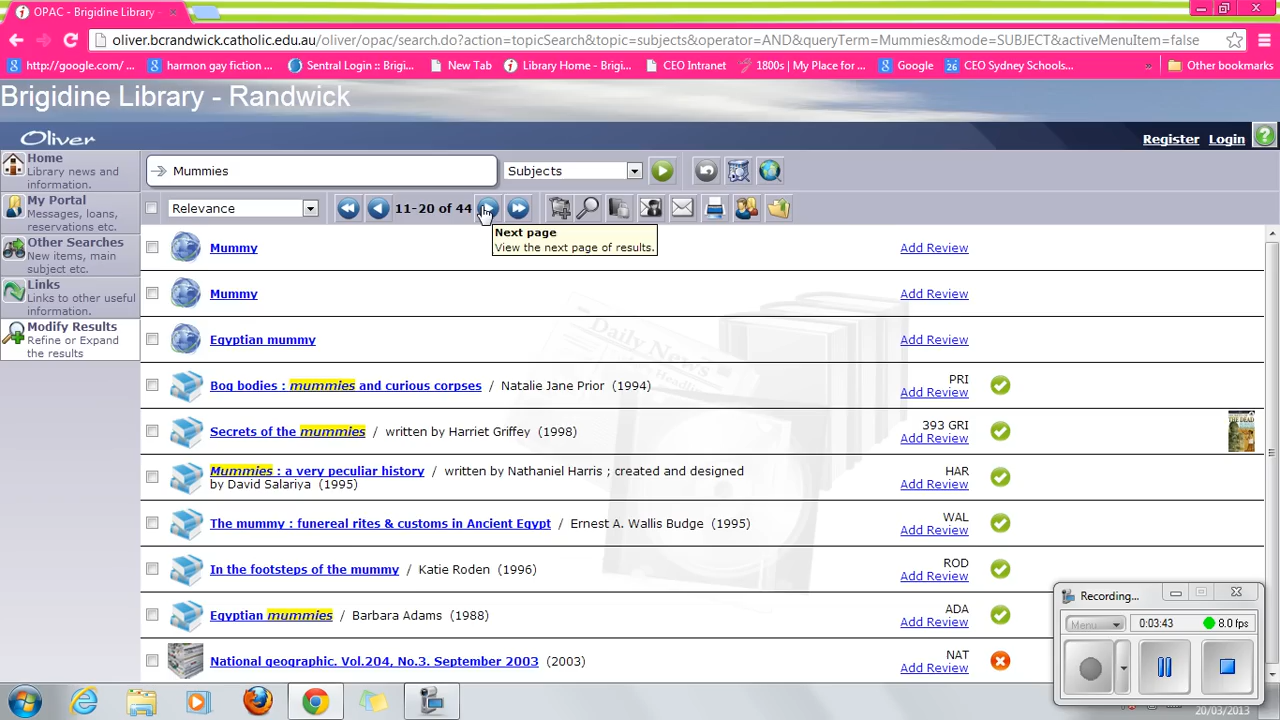 OPAC - Brigidine Library
oliver.bcrandwick.catholic.edu.au/oliver/opac/search.do?action=topicSearch&topic=subjects&operator=AND&queryTerm=Mummies&mode=SUBJECT&activeMenuItem=false
http://google.com/ ... harmon gay fiction ... Sentral Login :: Brigi... New Tab Library Home - Brigi... CEO Intranet 1800s | My Place for ... Google 26 CEO Sydney Schools... » Other bookmarks
Brigidine Library - Randwick
Oliver Register Login ?
Home
Library news and
information.
My Portal
Messages, loans,
reservations etc.
Other Searches
New items, main
subject etc.
Links
Links to other useful
information.
Modify Results
Refine or Expand
the results
Mummies Subjects
Relevance 11-20 of 44
Next page
View the next page of results.
Mummy Add Review
Mummy Add Review
Egyptian mummy Add Review
Bog bodies : mummies and curious corpses / Natalie Jane Prior (1994) PRI
Add Review
Secrets of the mummies / written by Harriet Griffey (1998) 393 GRI
Add Review
Mummies : a very peculiar history / written by Nathaniel Harris ; created and designed HAR
by David Salariya (1995) Add Review
The mummy : funereal rites & customs in Ancient Egypt / Ernest A. Wallis Budge (1995) WAL
Add Review
In the footsteps of the mummy / Katie Roden (1996) ROD
Add Review
Egyptian mummies / Barbara Adams (1988) ADA
Add Review
National geographic. Vol.204, No.3. September 2003 (2003) NAT
Add Review
Daily News
Recording...
Menu 0:03:43 8.0 fps
20/03/2013